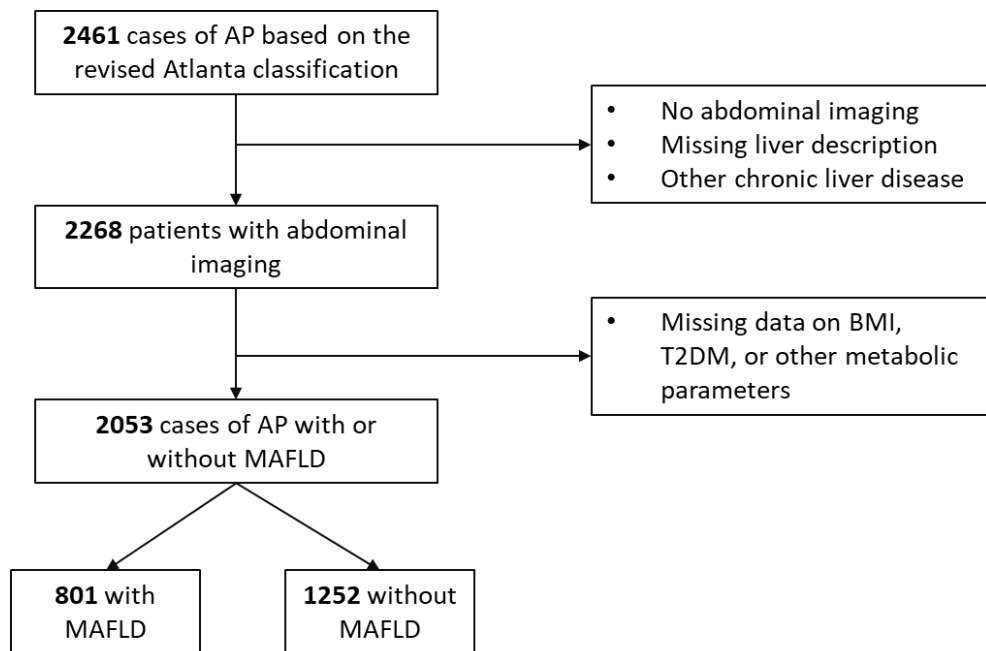 2461 cases of AP based on the
revised Atlanta classification
• No abdominal imaging
• Missing liver description
• Other chronic liver disease
2268 patients with abdominal
imaging
• Missing data on BMI,
T2DM, or other metabolic
parameters
2053 cases of AP with or
without MAFLD
801 with
MAFLD
1252 without
MAFLD